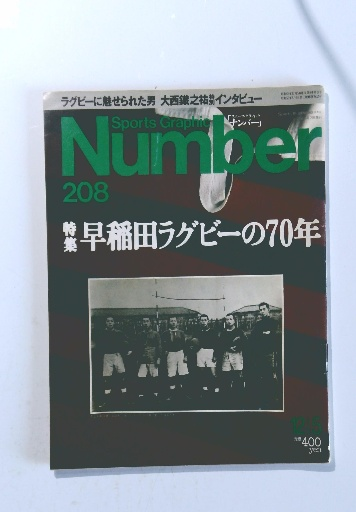 ラグビーに魅せられた男 大西鐵之祐 特別インタビュー
Sports Graphic
「ナンバー」
Number
208
特集 早稲田ラグビーの70年
400
yen